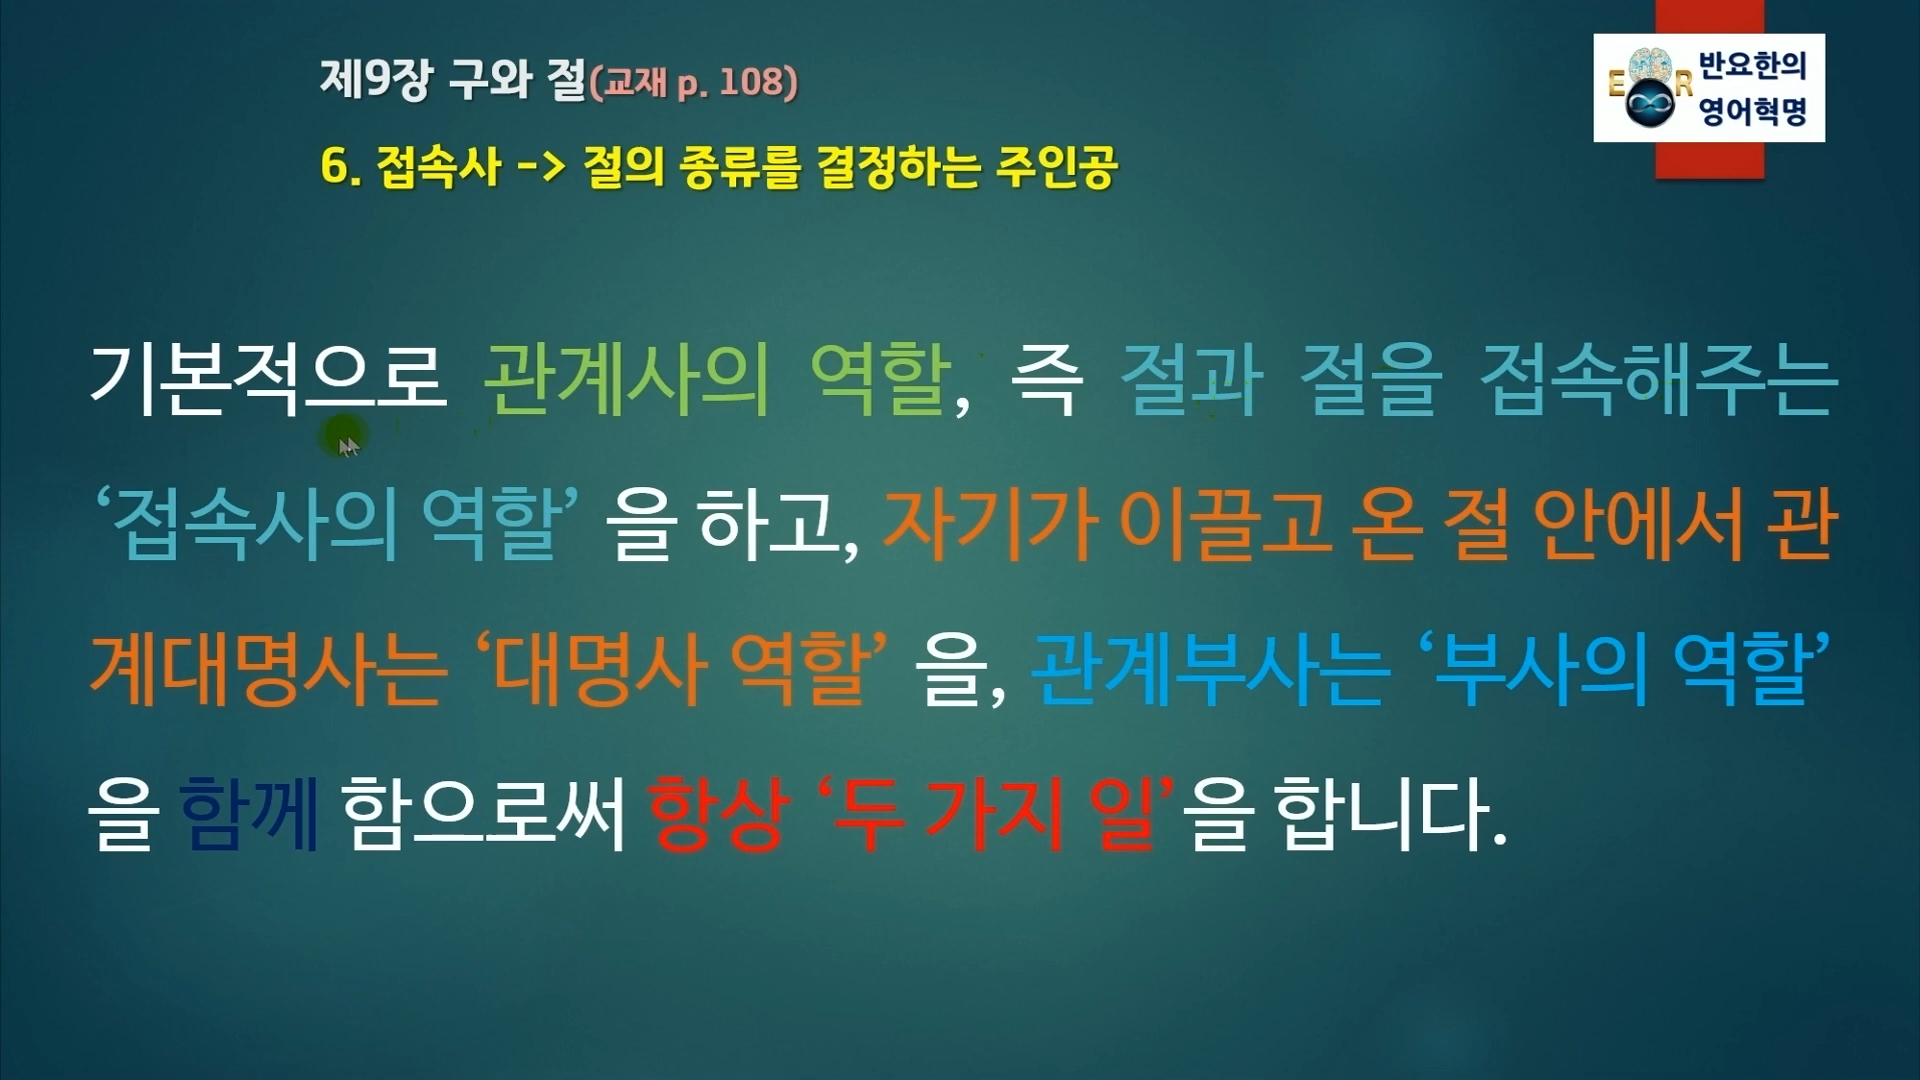 제9장 구와 절(교재 p. 108)
6. 접속사 -> 절의 종류를 결정하는 주인공
E R 반요한의
영어혁명
기본적으로 관계사의 역할, 즉 절과 절을 접속해주는
‘접속사의 역할’ 을 하고, 자기가 이끌고 온 절 안에서 관
계대명사는 ‘대명사 역할’ 을, 관계부사는 ‘부사의 역할’
을 함께 함으로써 항상 ‘두 가지 일’을 합니다.